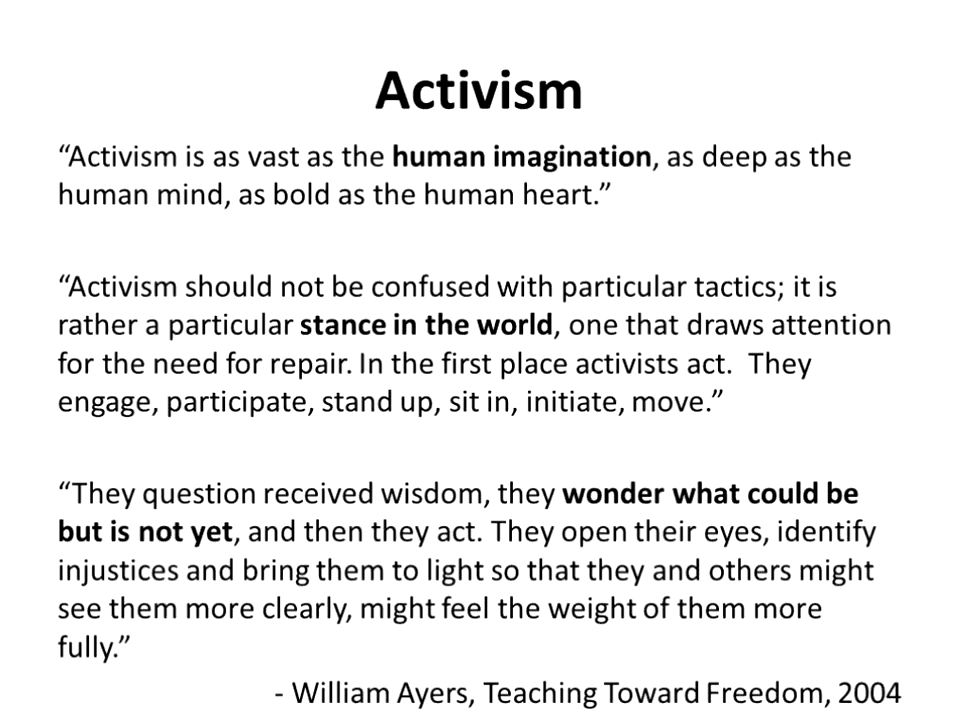 Activism
“Activism is as vast as the human imagination, as deep as the
human mind, as bold as the human heart.”
“Activism should not be confused with particular tactics; it is
rather a particular stance in the world, one that draws attention
for the need for repair. In the first place activists act.  They
engage, participate, stand up, sit in, initiate, move.”
“They question received wisdom, they wonder what could be
but is not yet, and then they act. They open their eyes, identify
injustices and bring them to light so that they and others might
see them more clearly, might feel the weight of them more
fully.”
- William Ayers, Teaching Toward Freedom, 2004